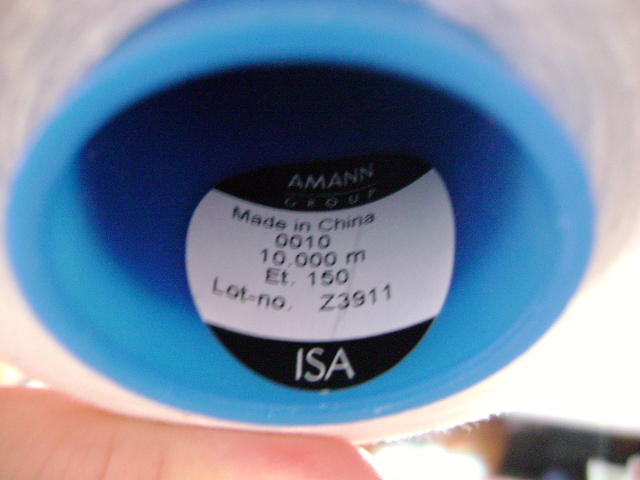 AMANN
GROUP
Made in China
0010
10.000 m
Et. 150
Lot-no. Z3911
ISA